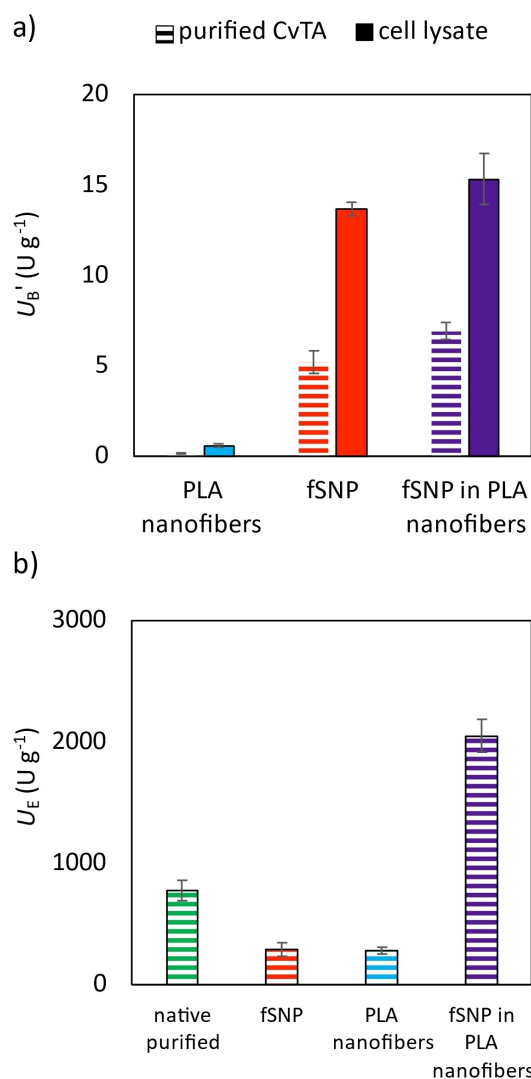 a)
purified CvTA cell lysate
20
15
10
5
0
U_B' (U g⁻¹)
PLA fSNP fSNP in PLA
nanofibers nanofibers
b)
3000
2000
1000
0
U_E (U g⁻¹)
native fSNP PLA fSNP in
purified nanofibers PLA
nanofibers